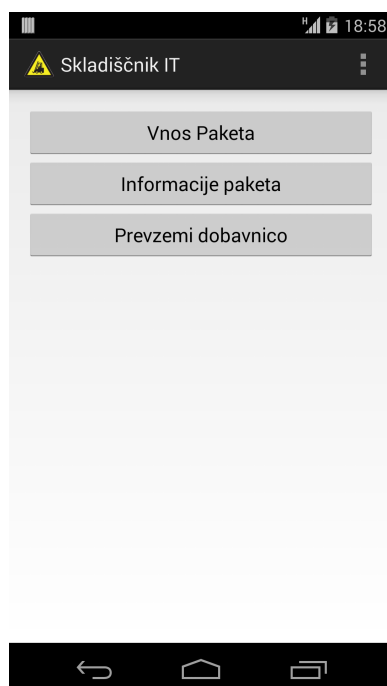 H 18:58
Skladiščnik IT
Vnos Paketa
Informacije paketa
Prevzemi dobavnico